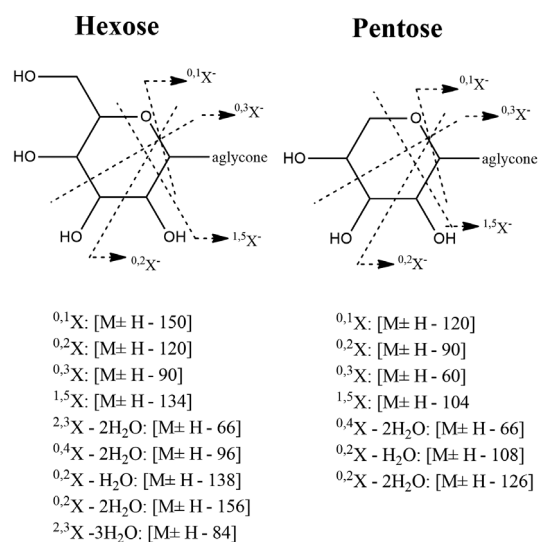 Hexose
HO
O
HO
HO
OH
aglycone
0,1X-
0,3X-
1,5X-
0,2X-
0,1X: [M± H - 150]
0,2X: [M± H - 120]
0,3X: [M± H - 90]
1,5X: [M± H - 134]
2,3X - 2H2O: [M± H - 66]
0,4X - 2H2O: [M± H - 96]
0,2X - H2O: [M± H - 138]
0,2X - 2H2O: [M± H - 156]
2,3X -3H2O: [M± H - 84]
Pentose
O
HO
HO
OH
aglycone
0,1X-
0,3X-
1,5X-
0,2X-
0,1X: [M± H - 120]
0,2X: [M± H - 90]
0,3X: [M± H - 60]
1,5X: [M± H - 104
0,4X - 2H2O: [M± H - 66]
0,2X - H2O: [M± H - 108]
0,2X - 2H2O: [M± H - 126]